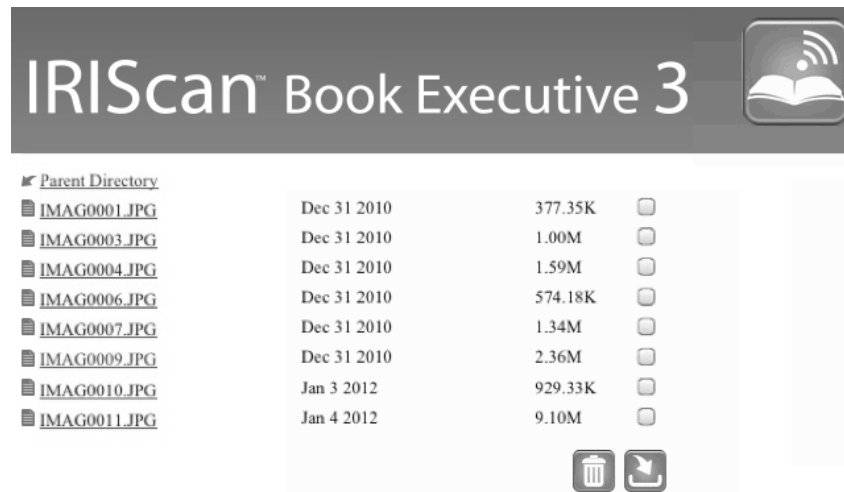 IRIScan™ Book Executive 3
Parent Directory
IMAG0001.JPG Dec 31 2010 377.35K
IMAG0003.JPG Dec 31 2010 1.00M
IMAG0004.JPG Dec 31 2010 1.59M
IMAG0006.JPG Dec 31 2010 574.18K
IMAG0007.JPG Dec 31 2010 1.34M
IMAG0009.JPG Dec 31 2010 2.36M
IMAG0010.JPG Jan 3 2012 929.33K
IMAG0011.JPG Jan 4 2012 9.10M